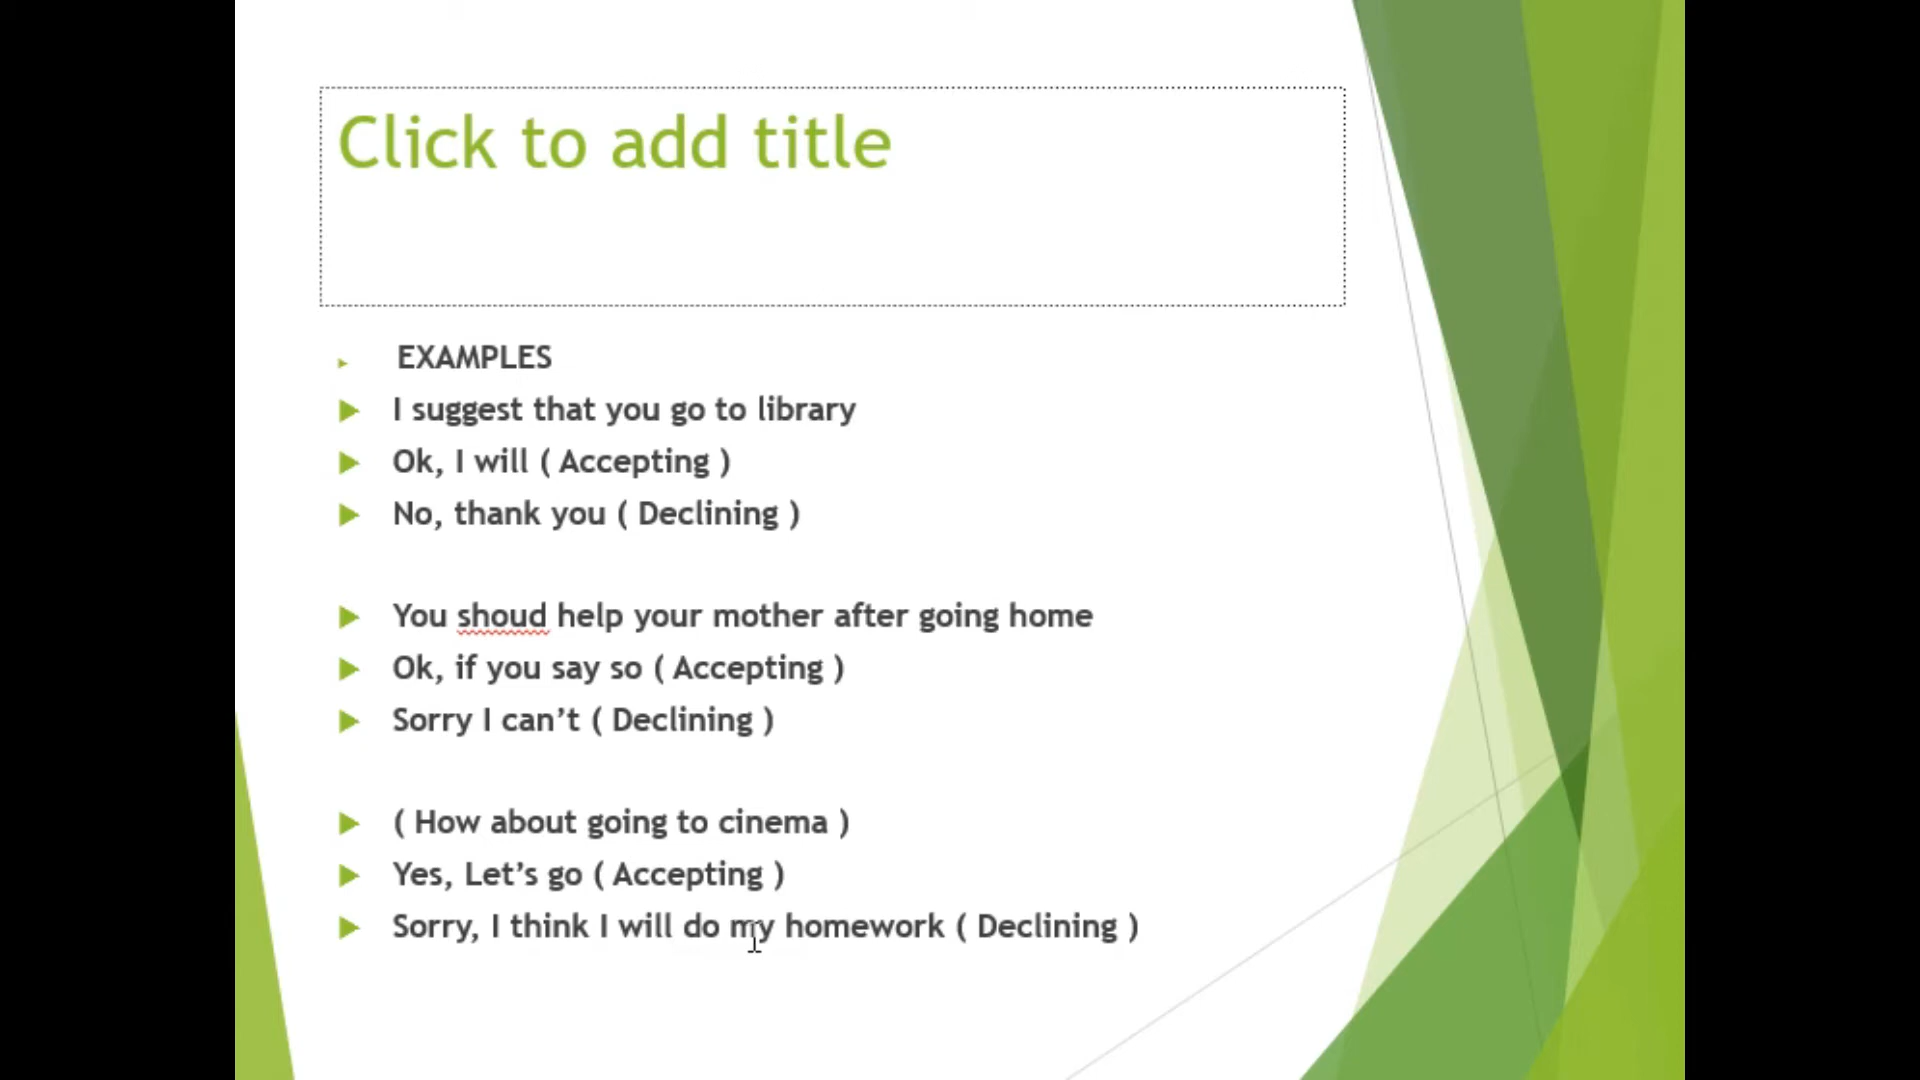 Click to add title
EXAMPLES
I suggest that you go to library
Ok, I will ( Accepting )
No, thank you ( Declining )
You shoud help your mother after going home
Ok, if you say so ( Accepting )
Sorry I can’t ( Declining )
( How about going to cinema )
Yes, Let’s go ( Accepting )
Sorry, I think I will do my homework ( Declining )